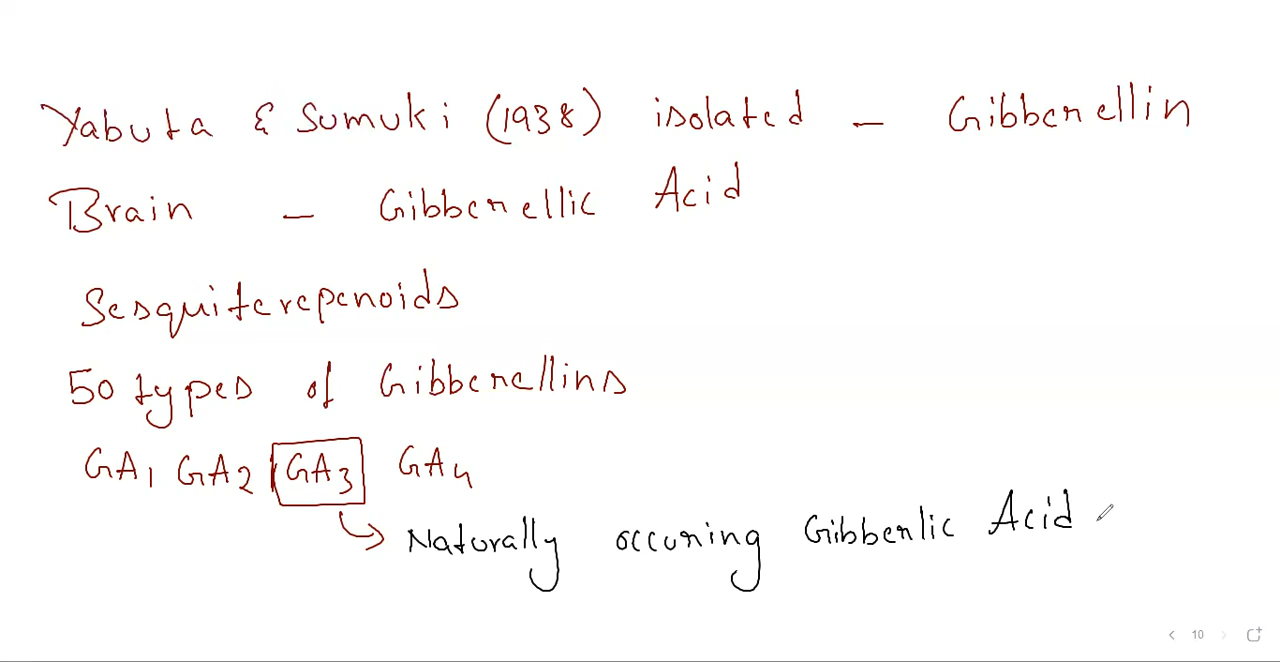 Yabuta & Sumuki (1938) isolated - Gibberellin
Brain - Gibberellic Acid
Sesquiterepenoids
50 types of Gibberellins
GA1 GA2 GA3 GA4
Naturally occuring Gibberlic Acid
10